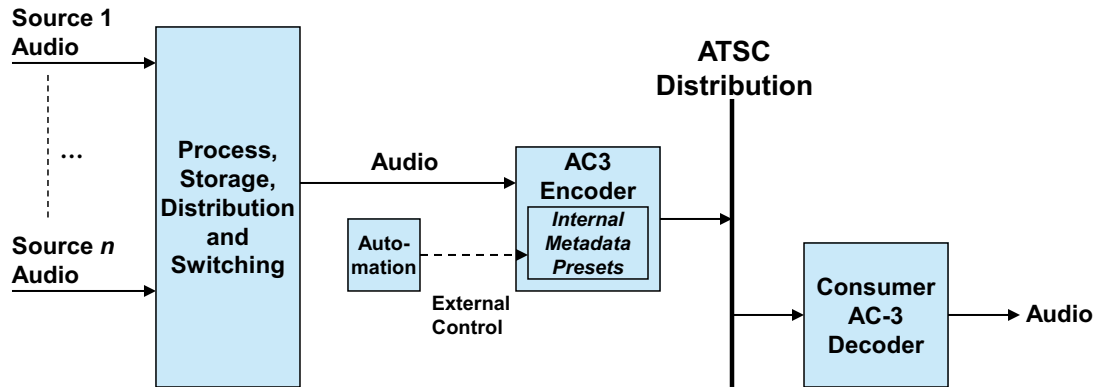 Source 1
Audio
...
Source n
Audio
Process,
Storage,
Distribution
and
Switching
Audio
Auto-
mation
External
Control
AC3
Encoder
Internal
Metadata
Presets
ATSC
Distribution
Consumer
AC-3
Decoder
Audio